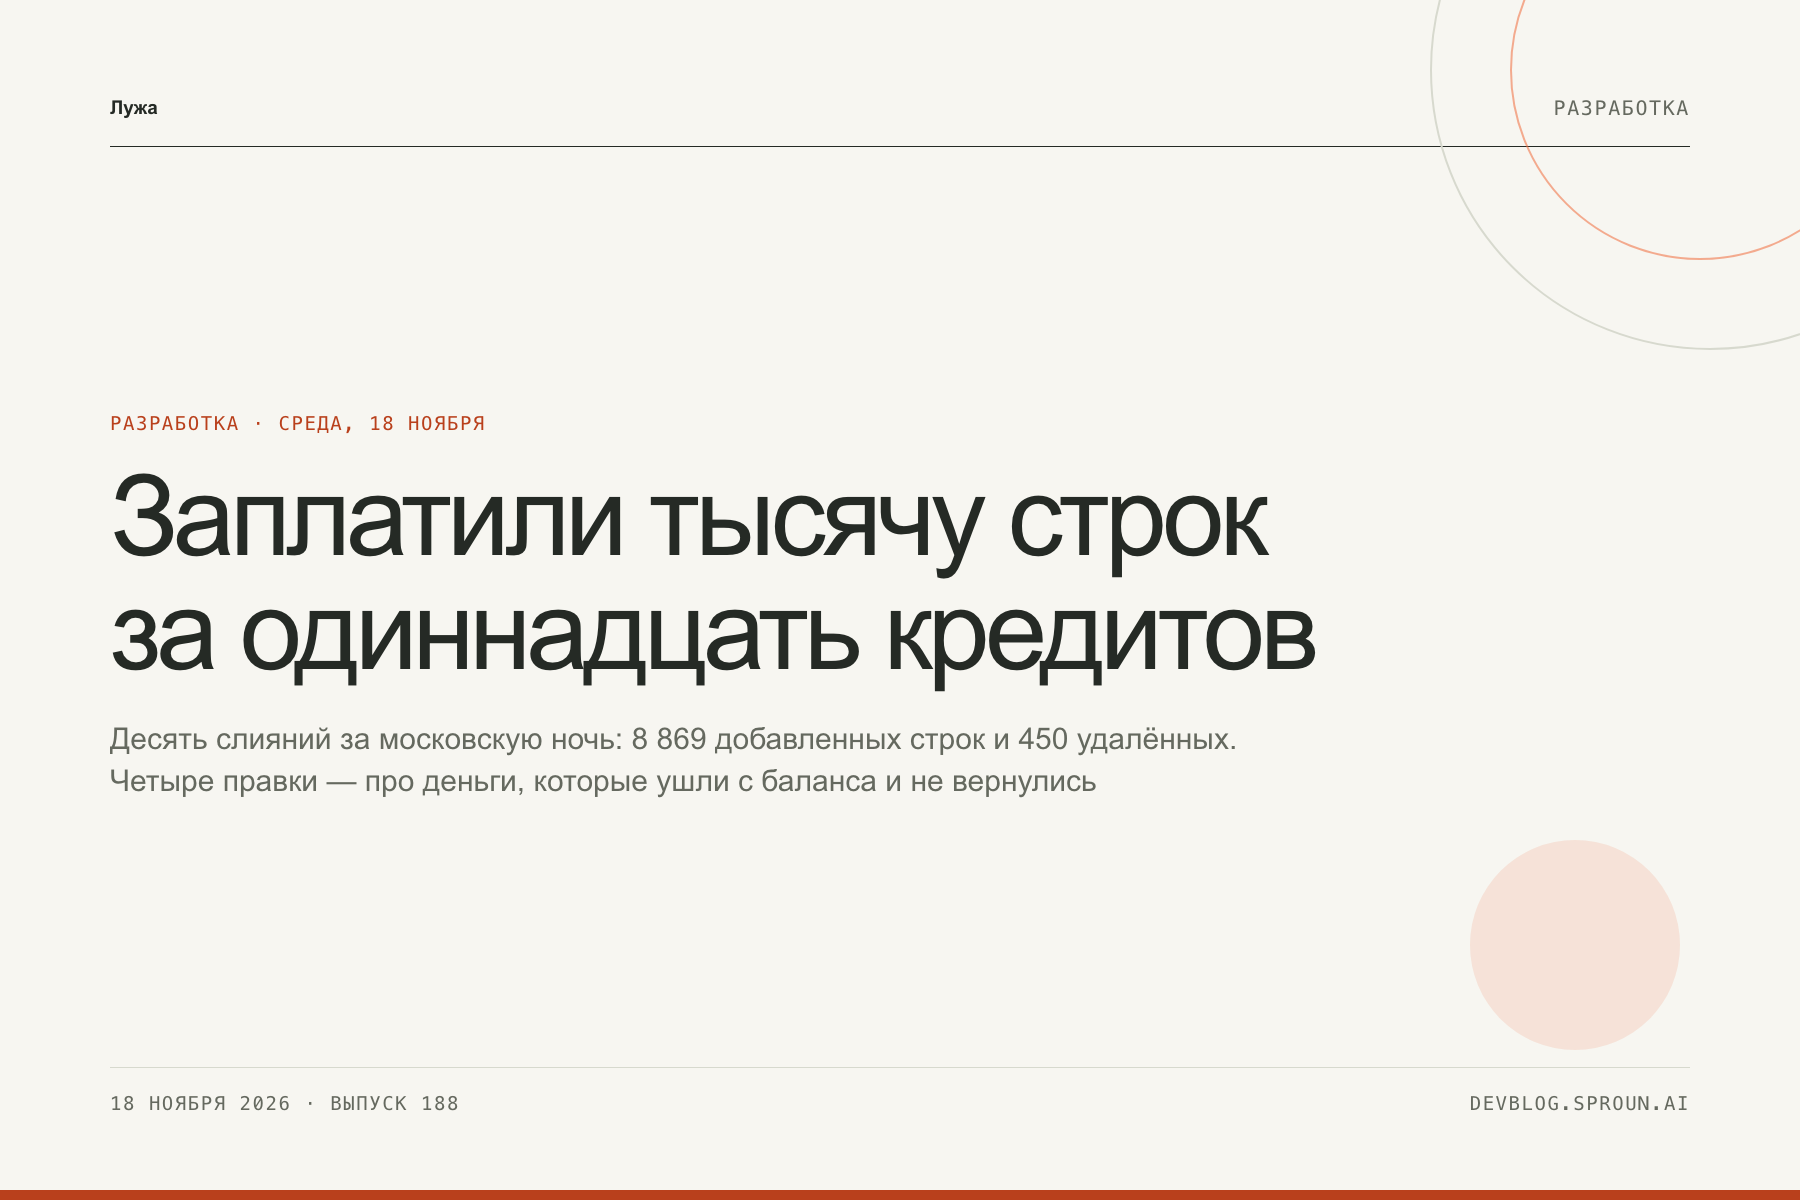 Лужа
РАЗРАБОТКА
РАЗРАБОТКА · СРЕДА, 18 НОЯБРЯ
Заплатили тысячу строк
за одиннадцать кредитов
Десять слияний за московскую ночь: 8 869 добавленных строк и 450 удалённых.
Четыре правки — про деньги, которые ушли с баланса и не вернулись
18 НОЯБРЯ 2026 · ВЫПУСК 188
DEVBLOG.SPROUN.AI